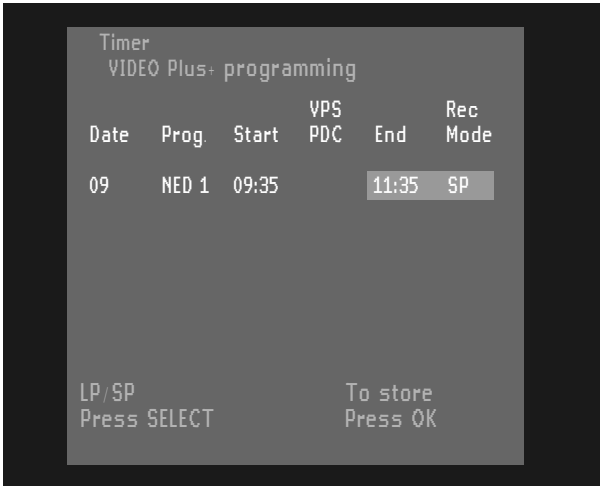 Timer
VIDEO Plus+ programming
VPS Rec
Date Prog. Start PDC End Mode
09 NED 1 09:35 11:35 SP
LP/SP To store
Press SELECT Press OK